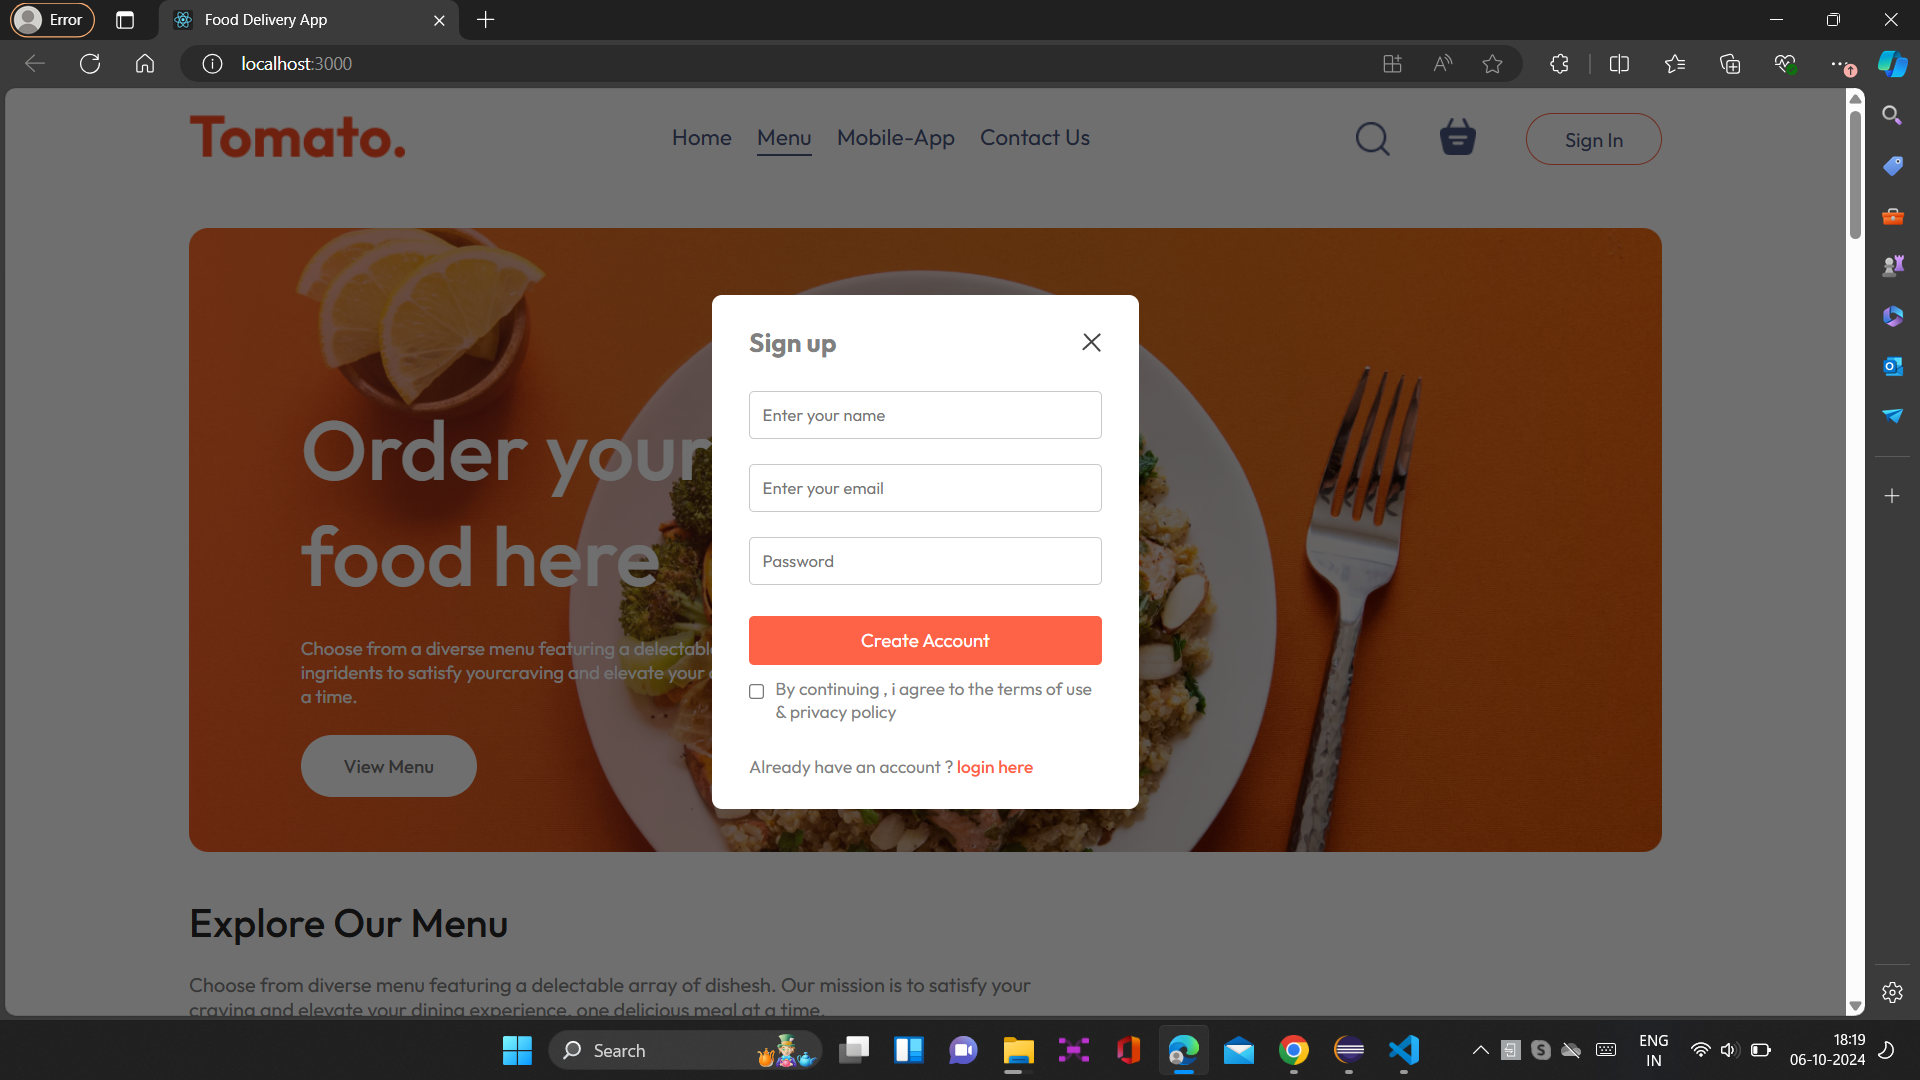 Error
Food Delivery App
localhost:3000
Tomato.
Home
Menu
Mobile-App
Contact Us
Sign In
Order your
food here
Choose from a diverse menu featuring a delectabl
ingridents to satisfy yourcraving and elevate your
a time.
View Menu
Sign up
Enter your name
Enter your email
Password
Create Account
By continuing , i agree to the terms of use
& privacy policy
Already have an account ? login here
Explore Our Menu
Choose from diverse menu featuring a delectable array of dishesh. Our mission is to satisfy your
craving and elevate your dining experience, one delicious meal at a time.
Search
ENG
IN
18:19
06-10-2024